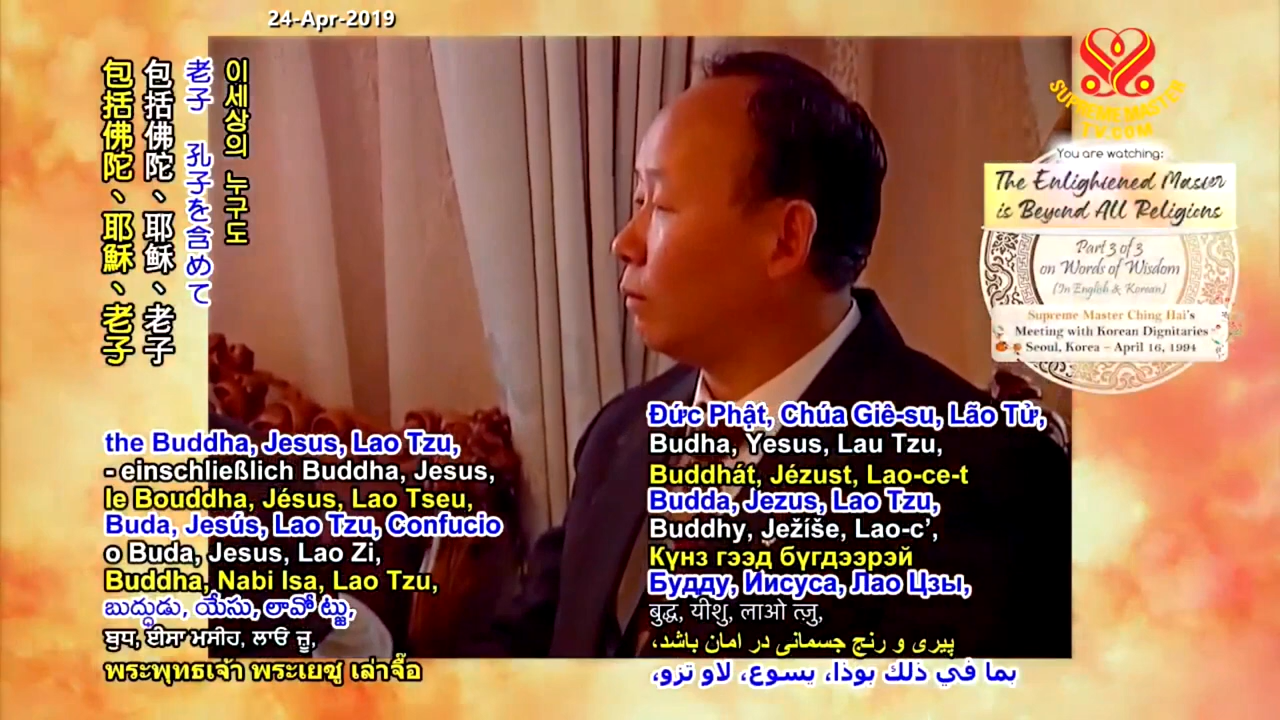 24-Apr-2019
SUPREME MASTER
TV.COM
You are watching:
The Enlightened Master
is Beyond All Religions
Part 3 of 3
on Words of Wisdom
(In English & Korean)
Supreme Master Ching Hai's
Meeting with Korean Dignitaries
Seoul, Korea – April 16, 1994
이세상의 누구도
老子 孔子を含めて
包括佛陀、耶稣、老子
包括佛陀、耶穌、老子
the Buddha, Jesus, Lao Tzu,
- einschließlich Buddha, Jesus,
le Bouddha, Jésus, Lao Tseu,
Buda, Jesús, Lao Tzu, Confucio
o Buda, Jesus, Lao Zi,
Buddha, Nabi Isa, Lao Tzu,
బుద్ధుడు, యేసు, లావో ట్జు,
ਬੁਧ, ਈਸਾ ਮਸੀਹ, ਲਾਓ ਜ਼ੂ,
พระพุทธเจ้า พระเยซู เล่าจื๊อ
Đức Phật, Chúa Giê-su, Lão Tử,
Budha, Yesus, Lau Tzu,
Buddhát, Jézust, Lao-ce-t
Budda, Jezus, Lao Tzu,
Buddhy, Ježíše, Lao-c’,
Күнз гээд бүгдээрэй
Будду, Иисуса, Лао Цзы,
बुद्ध, यीशु, लाओ त्ज़ु,
پیری و رنج جسمانی در امان باشد،
بما في ذلك بوذا، يسوع، لاو تزو،